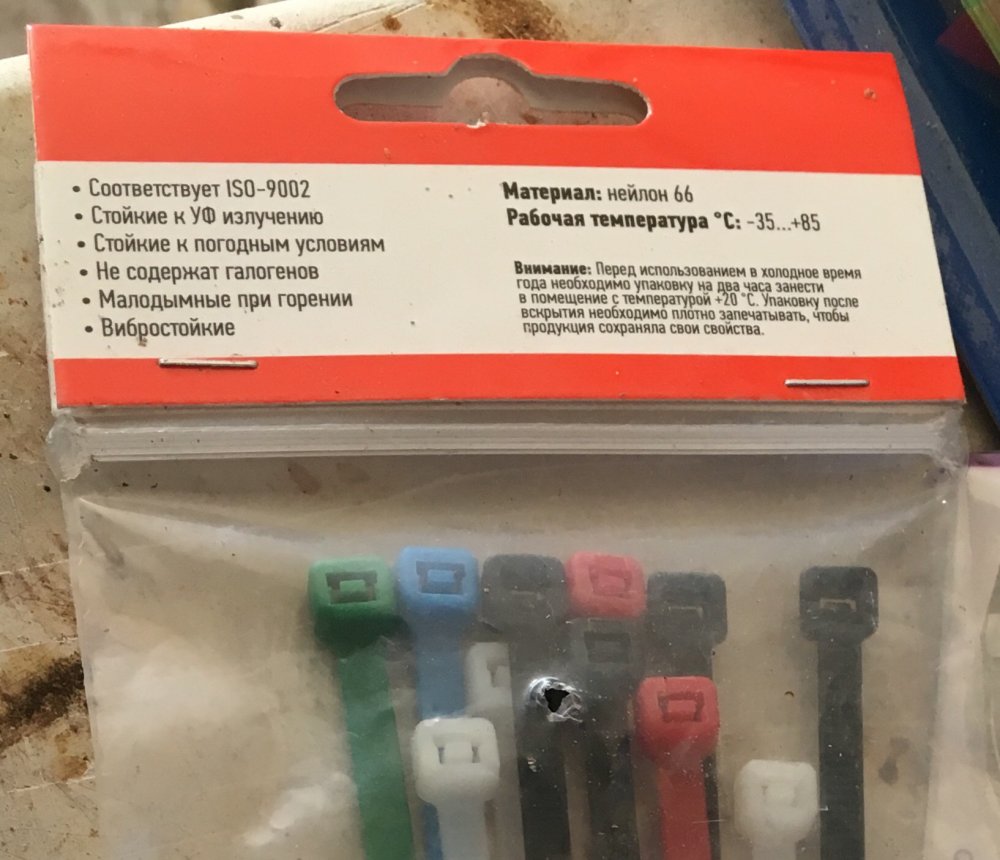 • Соответствует ISO-9002
• Стойкие к УФ излучению
• Стойкие к погодным условиям
• Не содержат галогенов
• Малодымные при горении
• Вибростойкие
Материал: нейлон 66
Рабочая температура °С: -35...+85
Внимание: Перед использованием в холодное время
года необходимо упаковку на два часа занести
в помещение с температурой +20 °С. Упаковку после
вскрытия необходимо плотно запечатывать, чтобы
продукция сохраняла свои свойства.